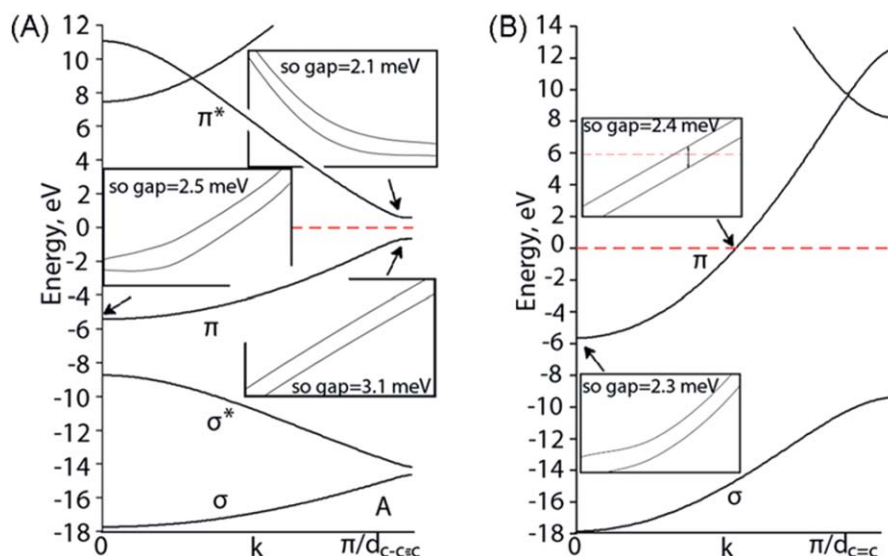 (A)
12
10
8
6
4
2
0
-2
-4
-6
-8
-10
-12
-14
-16
-18
Energy, eV
so gap=2.1 meV
π*
so gap=2.5 meV
π
so gap=3.1 meV
σ*
σ
A
0
k
(B)
14
12
10
8
6
4
2
0
-2
-4
-6
-8
-10
-12
-14
-16
-18
Energy, eV
so gap=2.4 meV
π
so gap=2.3 meV
σ
0
k
π/dc=c